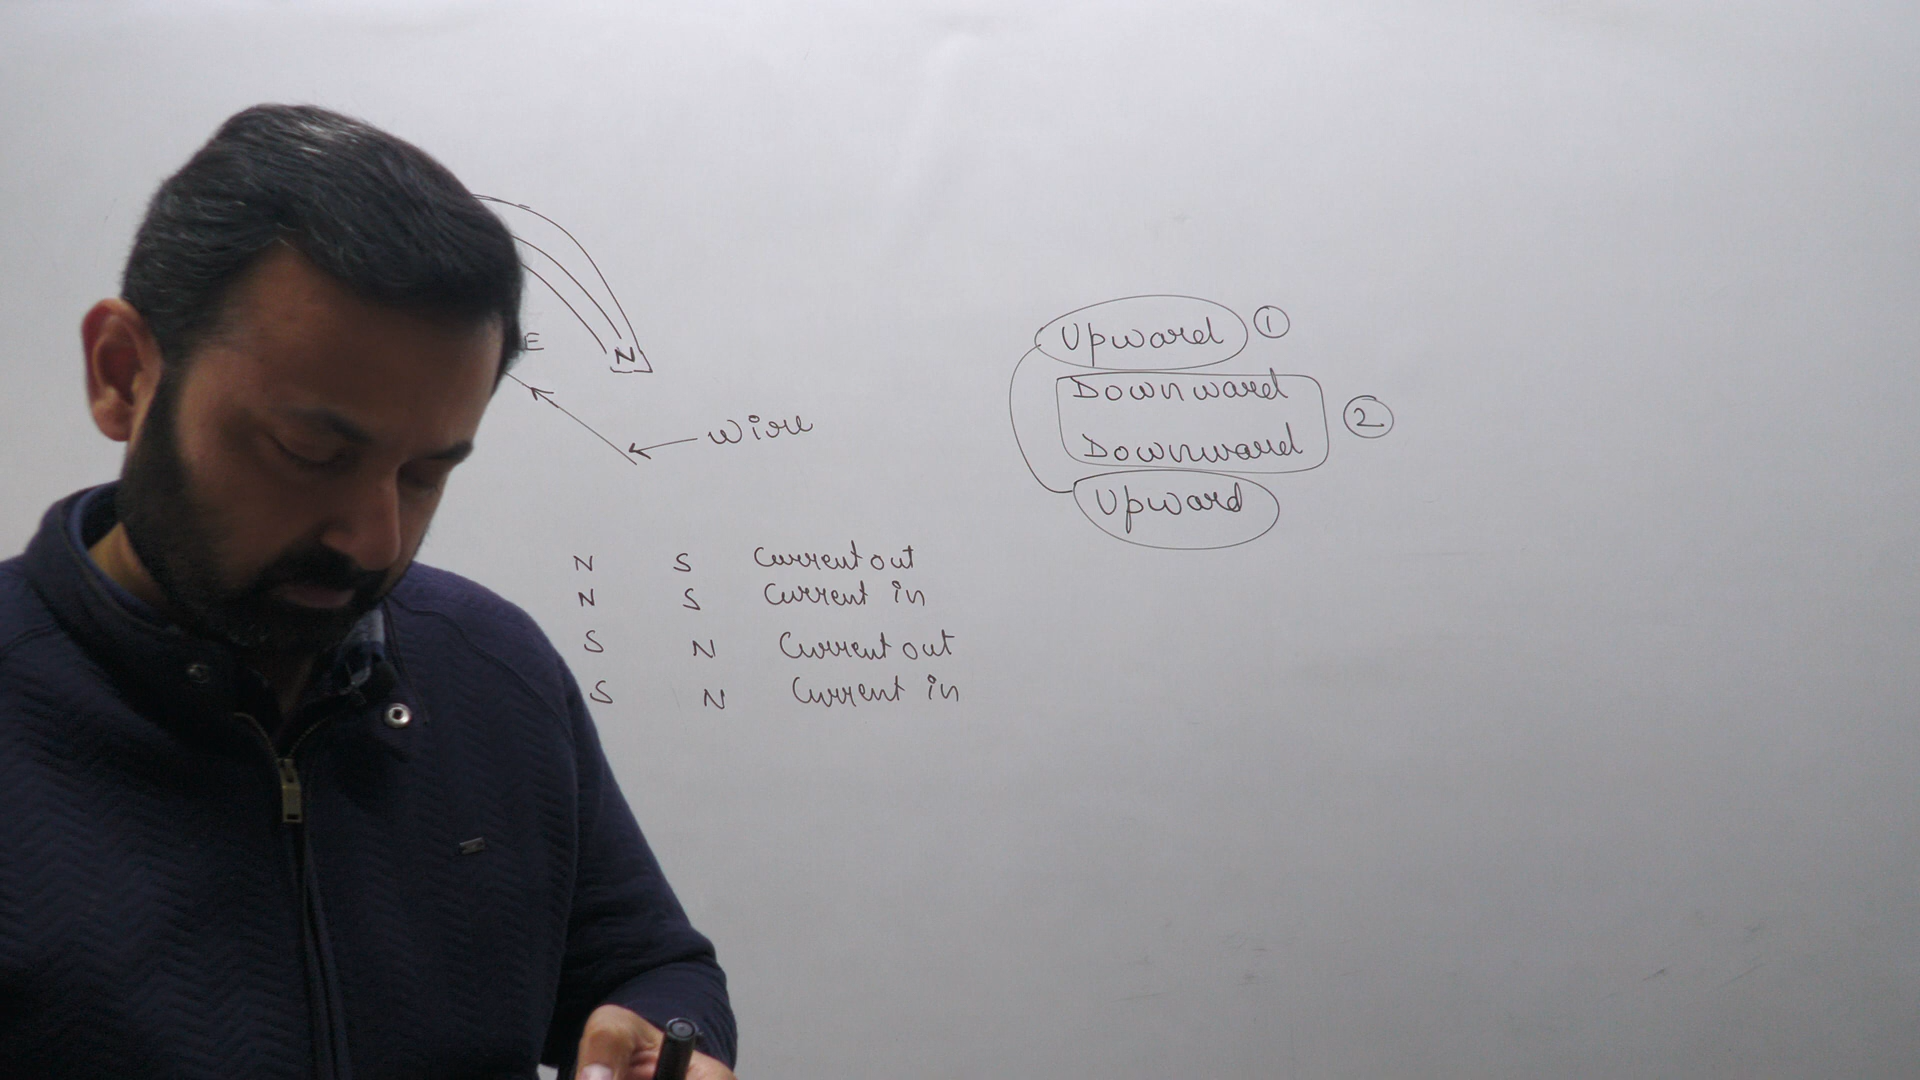 E
N
Wire
Upward 1
Downward 2
Downward
Upward
N S Current out
N S Current in
S N Current out
S N Current in